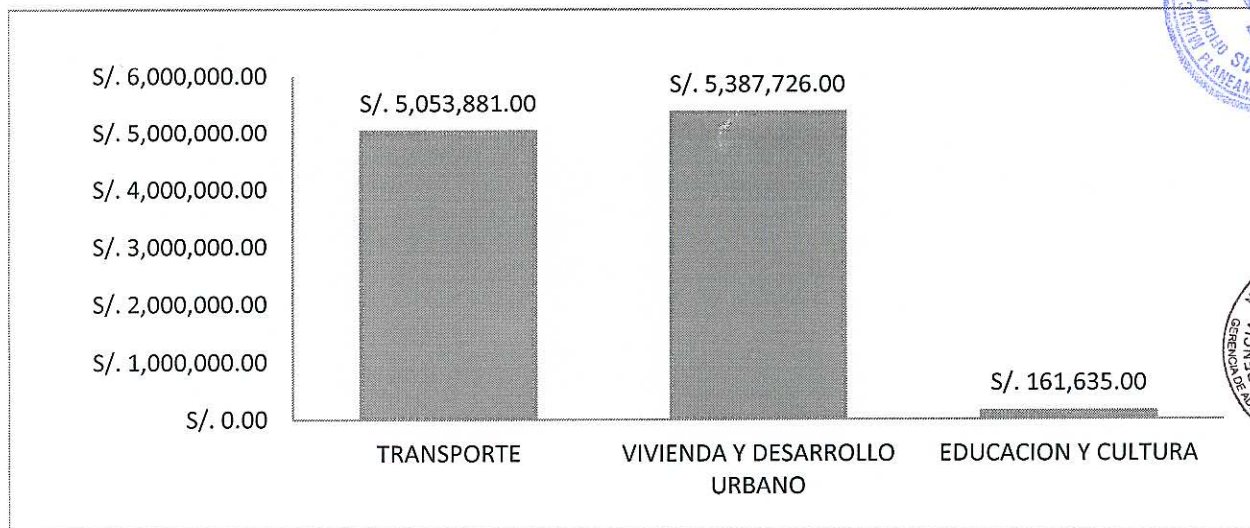 S/. 6,000,000.00
S/. 5,000,000.00
S/. 4,000,000.00
S/. 3,000,000.00
S/. 2,000,000.00
S/. 1,000,000.00
S/. 0.00
S/. 5,053,881.00
S/. 5,387,726.00
S/. 161,635.00
TRANSPORTE
VIVIENDA Y DESARROLLO
URBANO
EDUCACION Y CULTURA
GERENCIA DE